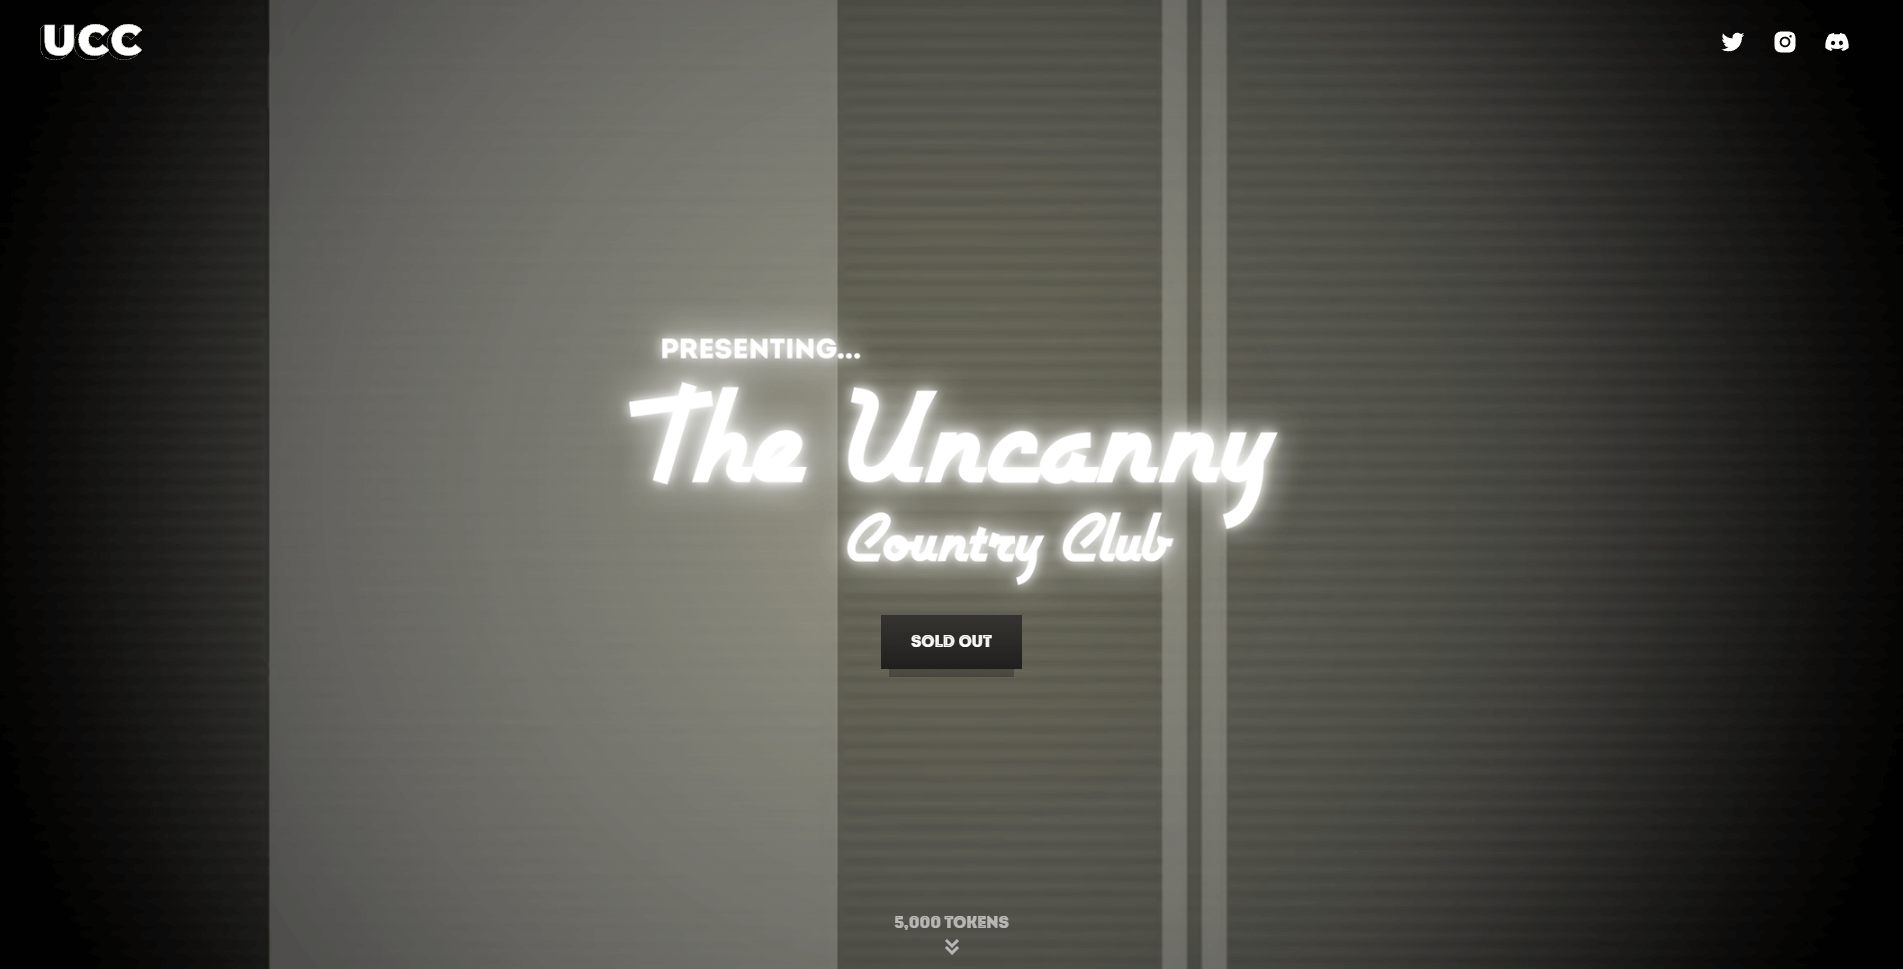 UCC
PRESENTING...
The Uncanny
Country Club
SOLD OUT
5,000 TOKENS